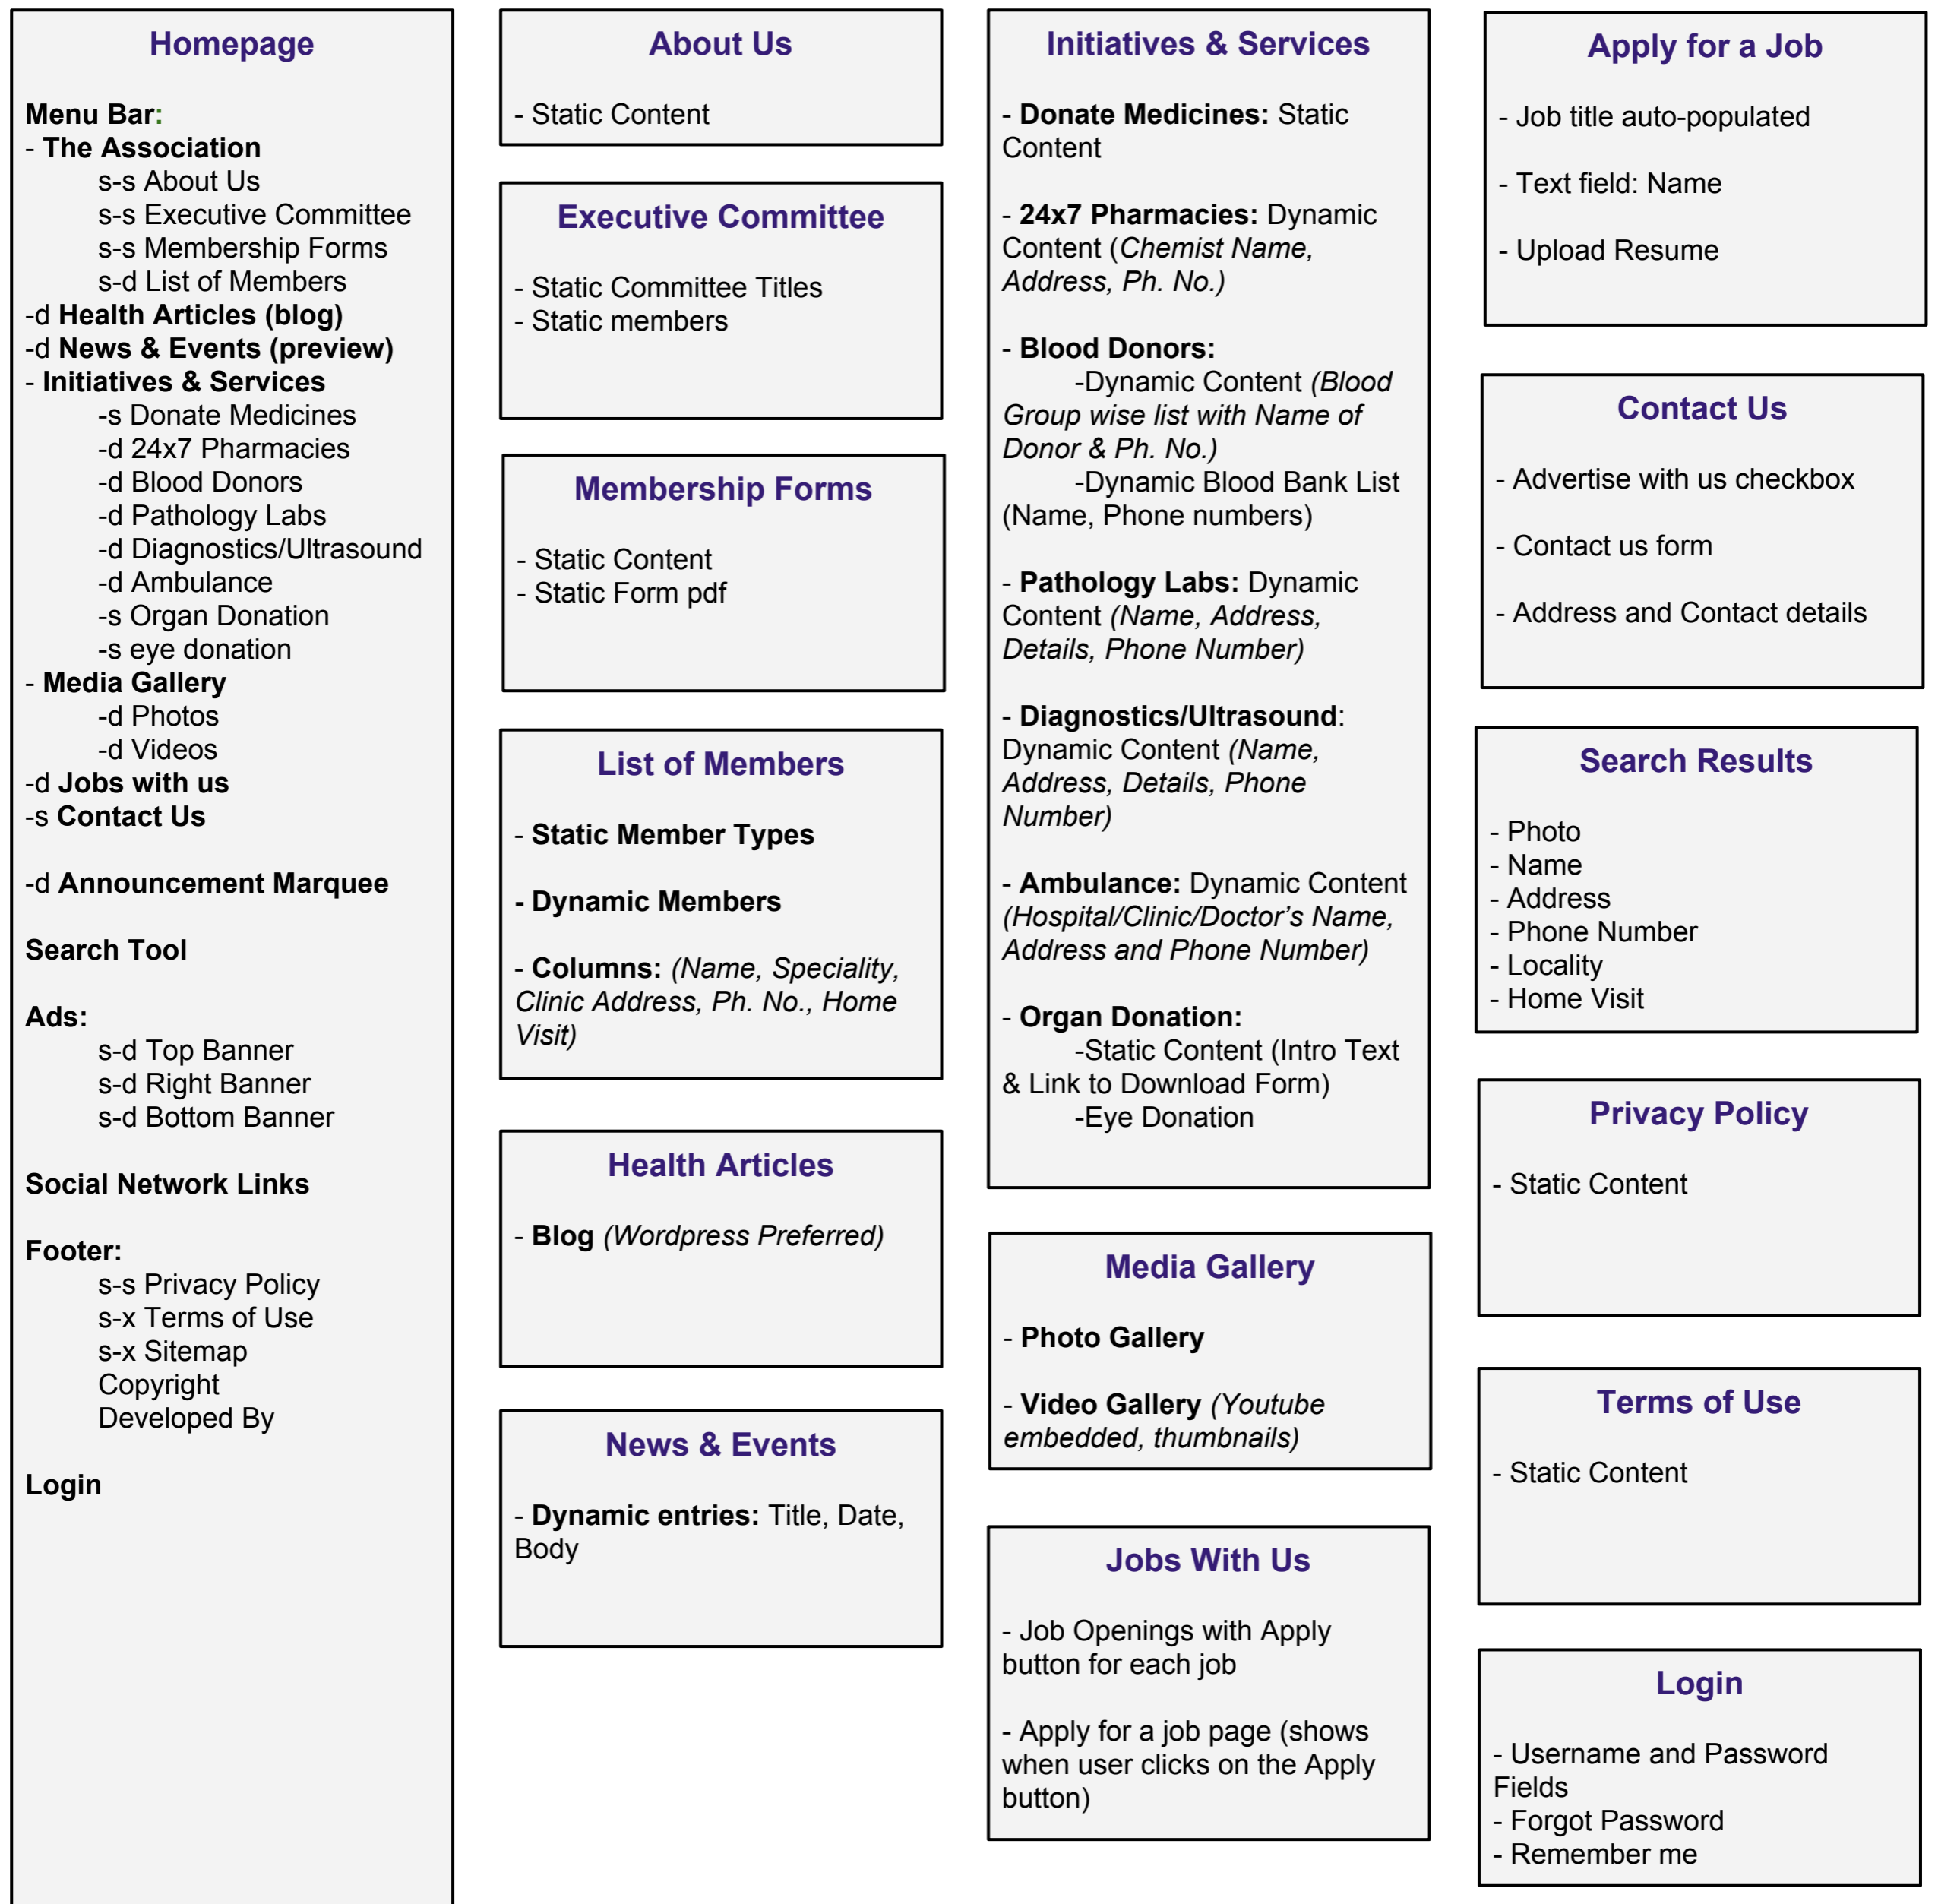 Homepage
Menu Bar:
- The Association
s-s About Us
s-s Executive Committee
s-s Membership Forms
s-d List of Members
-d Health Articles (blog)
-d News & Events (preview)
- Initiatives & Services
-s Donate Medicines
-d 24x7 Pharmacies
-d Blood Donors
-d Pathology Labs
-d Diagnostics/Ultrasound
-d Ambulance
-s Organ Donation
-s eye donation
- Media Gallery
-d Photos
-d Videos
-d Jobs with us
-s Contact Us
-d Announcement Marquee
Search Tool
Ads:
s-d Top Banner
s-d Right Banner
s-d Bottom Banner
Social Network Links
Footer:
s-s Privacy Policy
s-x Terms of Use
s-x Sitemap
Copyright
Developed By
Login
About Us
- Static Content
Executive Committee
- Static Committee Titles
- Static members
Membership Forms
- Static Content
- Static Form pdf
List of Members
- Static Member Types
- Dynamic Members
- Columns: (Name, Speciality,
Clinic Address, Ph. No., Home
Visit)
Health Articles
- Blog (Wordpress Preferred)
News & Events
- Dynamic entries: Title, Date,
Body
Initiatives & Services
- Donate Medicines: Static
Content
- 24x7 Pharmacies: Dynamic
Content (Chemist Name,
Address, Ph. No.)
- Blood Donors:
-Dynamic Content (Blood
Group wise list with Name of
Donor & Ph. No.)
-Dynamic Blood Bank List
(Name, Phone numbers)
- Pathology Labs: Dynamic
Content (Name, Address,
Details, Phone Number)
- Diagnostics/Ultrasound:
Dynamic Content (Name,
Address, Details, Phone
Number)
- Ambulance: Dynamic Content
(Hospital/Clinic/Doctor’s Name,
Address and Phone Number)
- Organ Donation:
-Static Content (Intro Text
& Link to Download Form)
-Eye Donation
Media Gallery
- Photo Gallery
- Video Gallery (Youtube
embedded, thumbnails)
Jobs With Us
- Job Openings with Apply
button for each job
- Apply for a job page (shows
when user clicks on the Apply
button)
Apply for a Job
- Job title auto-populated
- Text field: Name
- Upload Resume
Contact Us
- Advertise with us checkbox
- Contact us form
- Address and Contact details
Search Results
- Photo
- Name
- Address
- Phone Number
- Locality
- Home Visit
Privacy Policy
- Static Content
Terms of Use
- Static Content
Login
- Username and Password
Fields
- Forgot Password
- Remember me